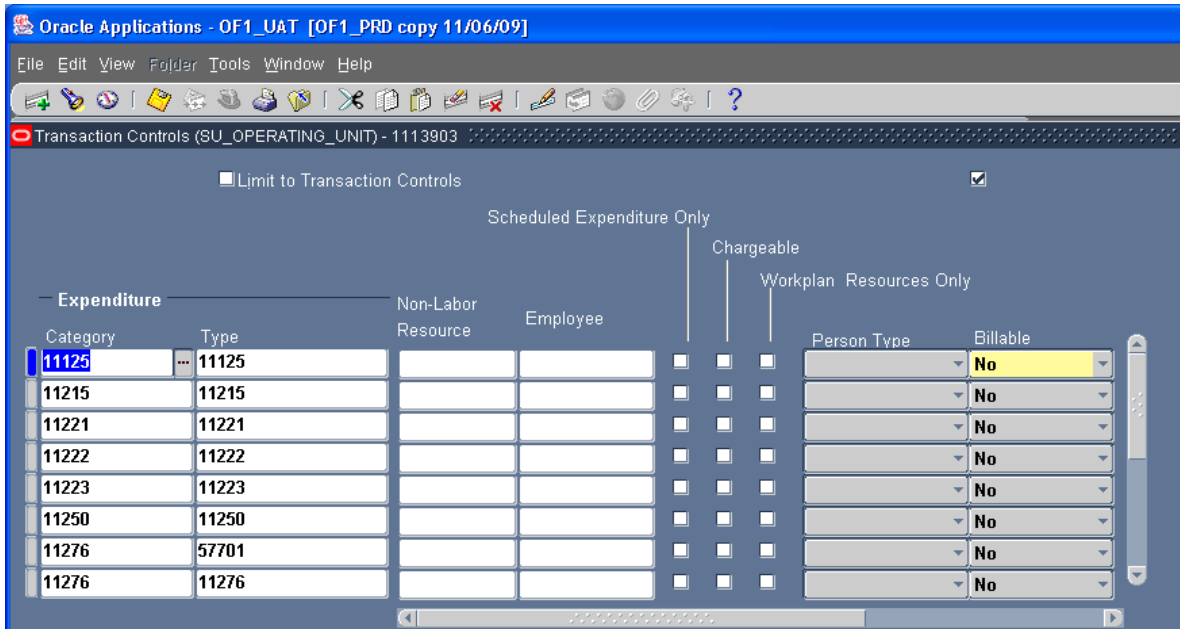 Oracle Applications - OF1_UAT [OF1_PRD copy 11/06/09]
File Edit View Folder Tools Window Help
Transaction Controls (SU_OPERATING_UNIT) - 1113903
Limit to Transaction Controls
Scheduled Expenditure Only
Chargeable
Workplan Resources Only
Expenditure
Non-Labor Resource
Employee
Category Type Person Type Billable
11125 ... 11125 No
11215 11215 No
11221 11221 No
11222 11222 No
11223 11223 No
11250 11250 No
11276 57701 No
11276 11276 No